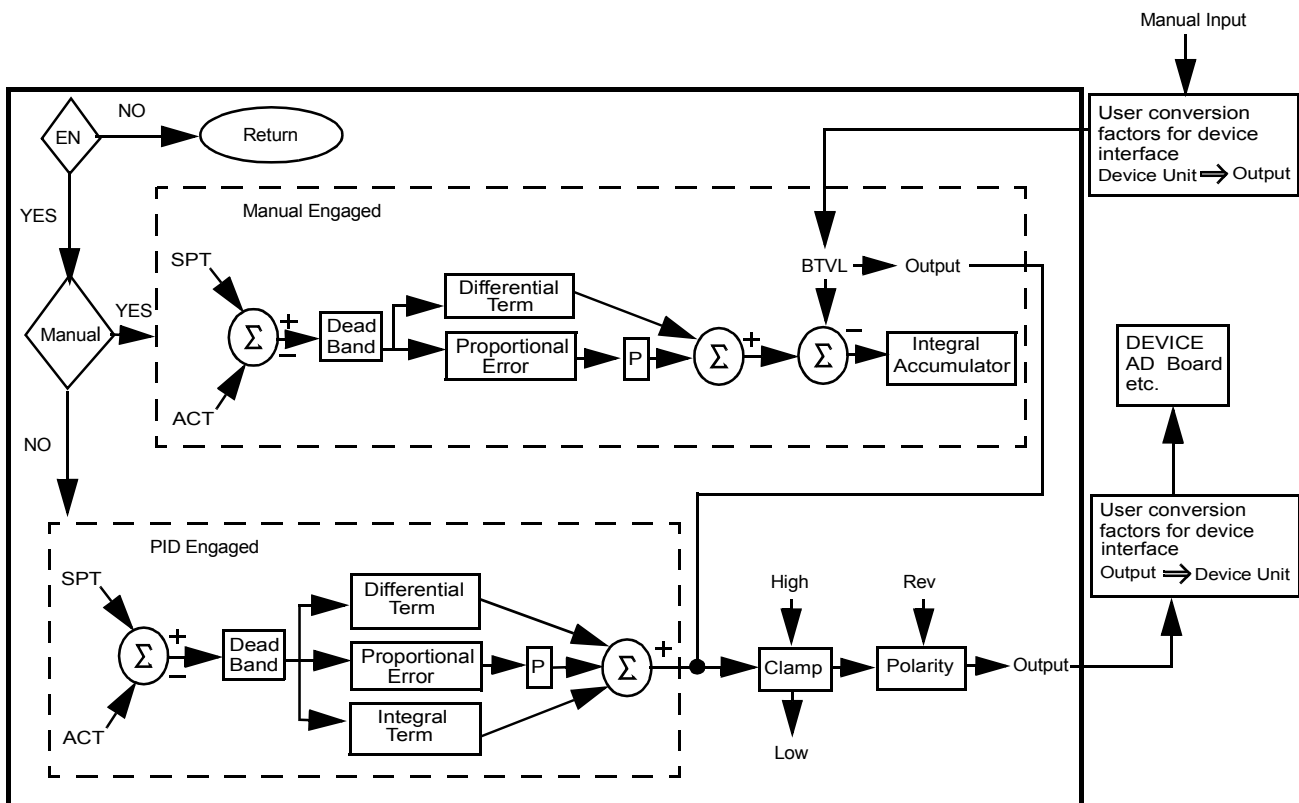 Manual Input
User conversion
factors for device
interface
Device Unit ⇒ Output
NO
EN
Return
YES
Manual Engaged
SPT
BTVL
Output
Differential
Term
Manual
YES
+
−
Σ
Dead
Band
Proportional
Error
P
Σ
+
Σ
−
Integral
Accumulator
ACT
NO
DEVICE
AD Board
etc.
User conversion
factors for device
interface
Output ⇒ Device Unit
PID Engaged
SPT
Differential
Term
High
Rev
+
−
Σ
Dead
Band
Proportional
Error
P
Σ
+
Clamp
Polarity
Output
ACT
Integral
Term
Low